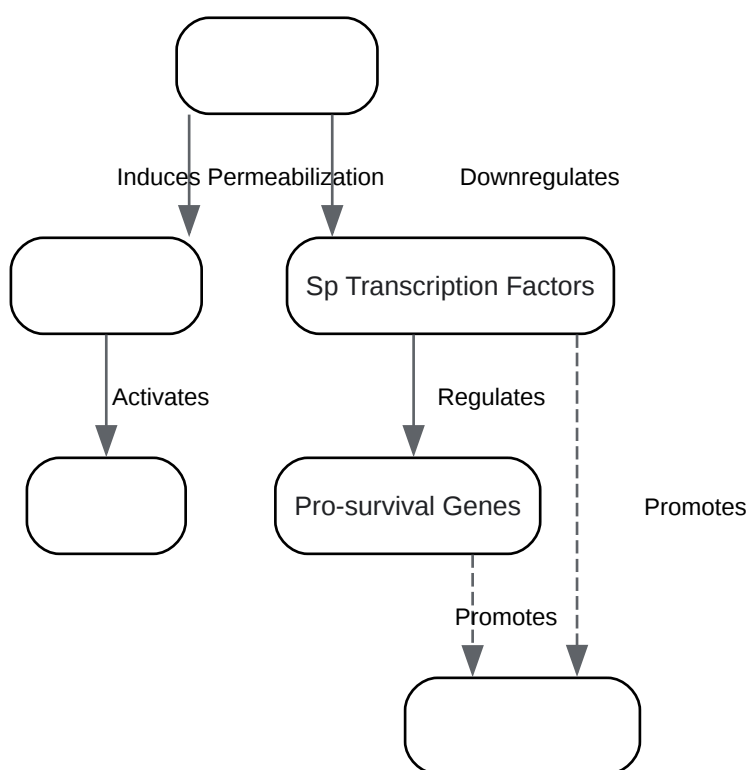 Induces Permeabilization
Downregulates
Sp Transcription Factors
Activates
Regulates
Pro-survival Genes
Promotes
Promotes